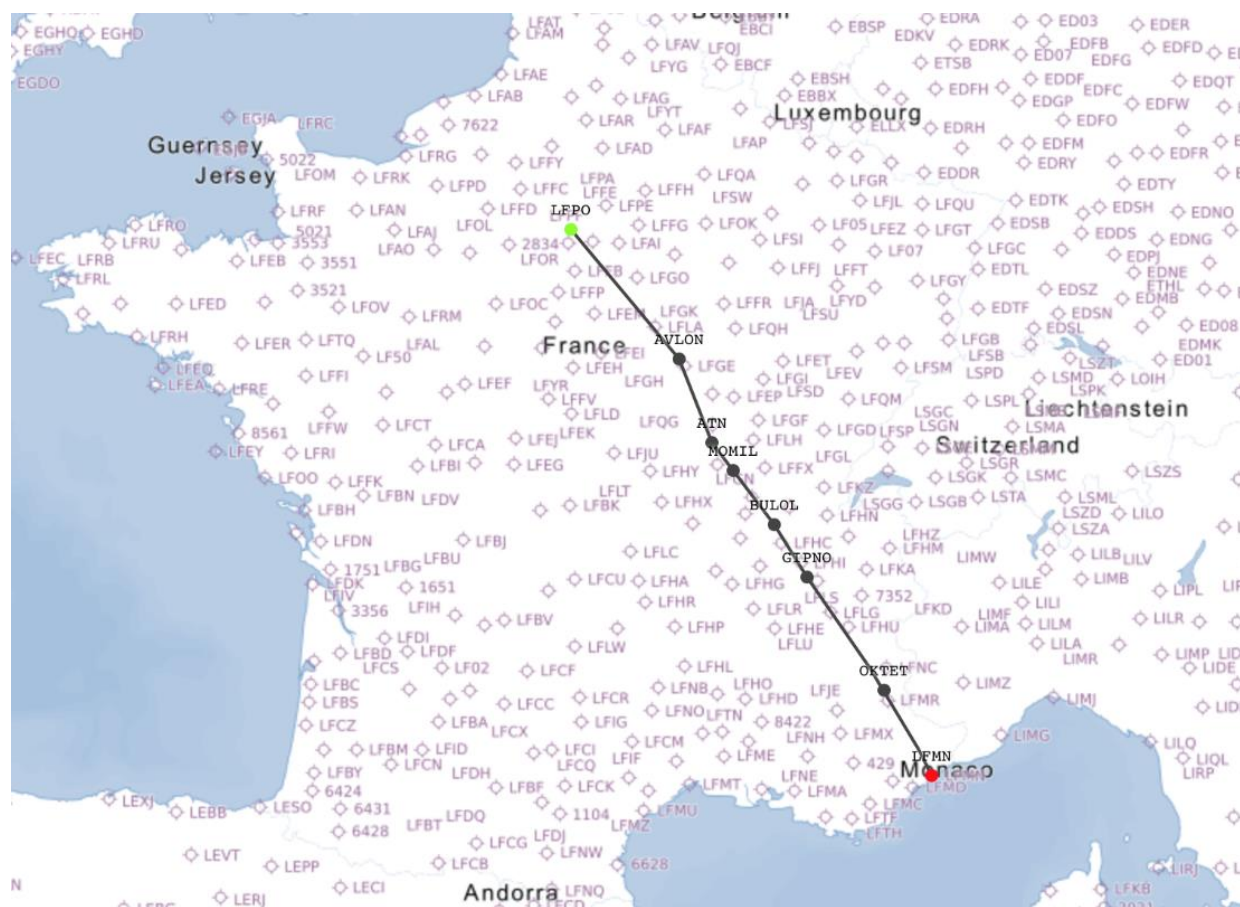 EGHQ
EGHD
LFAT
Belgium
EBCI
EDRA
ED03
EDER
EGHY
LFAM
LFAV
LFQJ
EBSP
EDKV
EDRK
EDFB
EDFD
EGDO
LFAE
LFYG
EBCF
ETSB
ED07
EDFG
LFAB
LFAG
EBSH
EDFH
EDDF
EDFC
EDQT
EGJA
LFRC
7622
LFAR
LFYT
EBBX
Luxembourg
EDGP
EDFW
Guernsey
LFAF
LFSJ
ELLX
EDRH
EDFO
5022
LFRG
LFFY
LFAD
LFAP
EDFM
EDFR
Jersey
LFOM
LFRK
LFPD
LFFC
LFPA
LFFE
LFFH
LFQA
LFGR
EDDR
EDRY
EDTY
LFRF
LFAN
LFFD
LFPO
LFPE
LFSW
LFJL
LFQU
EDTK
EDSH
EDNO
LFRO
5021
LFAJ
LFOL
LFFG
LFOK
LF05
LFEZ
LFGT
EDSB
EDDS
EDNG
LFRU
3553
LFAO
2834
LFAI
LFSI
LF07
LFGC
EDPJ
LFEC
LFRB
LFEB
3551
LFOR
LFEB
LFGO
LFFJ
LFFT
LFGY
EDTL
EDNE
ETHL
LFRL
3521
LFFP
EDSZ
EDMB
LFED
LFOV
LFRM
LFOC
LFEM
LFGK
LFFR
LFJA
LFYD
LFSU
EDTF
EDSN
LFRH
LFER
LFTQ
LFAL
France
LFLA
LFQH
LFGB
EDSL
ED08
EDMK
LFEQ
LF50
LFEI
AVLON
LFGE
LFET
LFSB
LSZT
ED01
LFEA
LFRE
LFFI
LFEF
LFYR
LFEH
LFGH
LFGI
LFEV
LFSM
LSPD
LSMD
LOIH
LFFV
LFEP
LFSD
LFQM
LSPL
LSPK
8561
LFFW
LFCT
LFLD
LFQG
ATN
LFGF
LSGC
Liechtenstein
LFEY
LFRI
LFCA
LFEJ
LFEK
LFLH
LFGD
LFSP
LSGN
LSMA
Switzerland
LFOO
LFBI
LFEG
LFJU
MOMIL
LFGL
LSGR
LFFK
LFHY
LFGN
LFFX
LSGK
LSMC
LSZS
LFBH
LFBN
LFDV
LFLT
LFBK
LFHX
BULOL
LFKZ
LSGG
LSGB
LSTA
LSML
LSZD
LILO
LFDN
LFBJ
LFHC
LFHN
LFHZ
LSZA
1751
LFBG
LFBU
LFLC
GIPNO
LFHI
LFHM
LIMW
LILB
LILV
LFDK
LFIV
1651
LFCU
LFHA
LFHG
LFKA
LILE
LIMB
LIPL
3356
LFIH
LFHR
LFLS
7352
LILI
LFDI
LFBV
LFHP
LFLR
LFLG
LFKD
LIMF
LIMA
LILM
LILR
LFHE
LFHU
LFBD
LFDF
LFLW
LFLU
LILA
LFCS
LF02
LFCF
LFHL
OKTET
LFNC
LIMR
LIMP
LIDE
LFBC
LFNB
LFHO
LFJE
LIMZ
LFBS
LFCC
LFCR
LFNO
LFTN
LFHD
LFMR
LIMJ
LFCZ
LFBA
LFCX
LFIG
8422
LFMX
LIMG
LFBM
LFID
LFCI
LFCM
LFME
LFNH
LFMN
LILQ
LFBY
LFCN
LFDH
LFCQ
LFIF
429
Monaco
LIQL
LIRP
6424
LFBF
LFCK
LFMT
LFNE
LFMA
LFMD
LEXJ
LEBB
LESO
6431
LFDQ
1104
LFMU
LFMC
6428
LFBT
LFDJ
LFMZ
LFTF
LFTH
LEVT
LFCG
LEPP
LFCB
LFNW
6628
LIRJ
LECI
Andorra
LFNQ
LFKB
LERJ